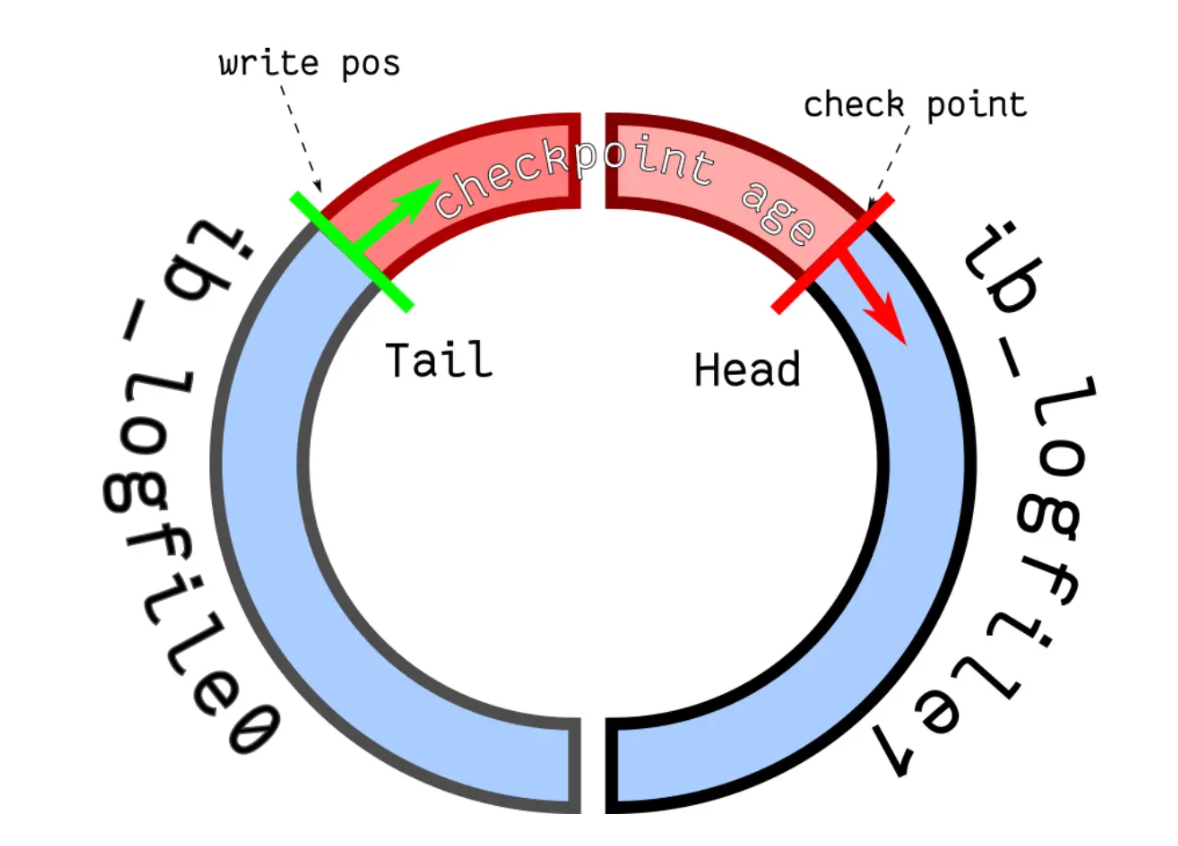 write pos
check point
checkpoint age
Tail
Head
ib_logfile0
ib_logfile1